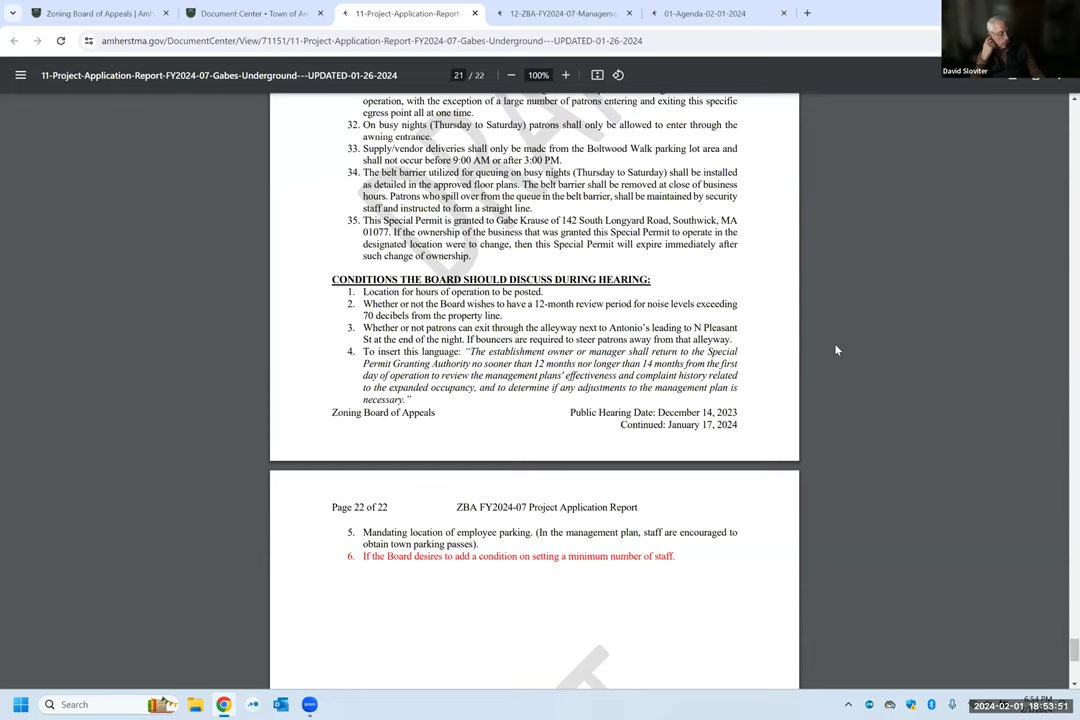 Zoning Board of Appeals | Amh
Document Center • Town of Am
11-Project-Application-Report-
12-ZBA-FY2024-07-Manageme
01-Agenda-02-01-2024
amherstma.gov/DocumentCenter/View/71151/11-Project-Application-Report-FY2024-07-Gabes-Underground---UPDATED-01-26-2024
David Sloviter
11-Project-Application-Report-FY2024-07-Gabes-Underground---UPDATED-01-26-2024
21 / 22
100%
operation, with the exception of a large number of patrons entering and exiting this specific
egress point all at one time.
32. On busy nights (Thursday to Saturday) patrons shall only be allowed to enter through the
awning entrance.
33. Supply/vendor deliveries shall only be made from the Boltwood Walk parking lot area and
shall not occur before 9:00 AM or after 3:00 PM.
34. The belt barrier utilized for queuing on busy nights (Thursday to Saturday) shall be installed
as detailed in the approved floor plans. The belt barrier shall be removed at close of business
hours. Patrons who spill over from the queue in the belt barrier, shall be maintained by security
staff and instructed to form a straight line.
35. This Special Permit is granted to Gabe Krause of 142 South Longyard Road, Southwick, MA
01077. If the ownership of the business that was granted this Special Permit to operate in the
designated location were to change, then this Special Permit will expire immediately after
such change of ownership.
CONDITIONS THE BOARD SHOULD DISCUSS DURING HEARING:
1. Location for hours of operation to be posted.
2. Whether or not the Board wishes to have a 12-month review period for noise levels exceeding
70 decibels from the property line.
3. Whether or not patrons can exit through the alleyway next to Antonio's leading to N Pleasant
St at the end of the night. If bouncers are required to steer patrons away from that alleyway.
4. To insert this language: "The establishment owner or manager shall return to the Special
Permit Granting Authority no sooner than 12 months nor longer than 14 months from the first
day of operation to review the management plans' effectiveness and complaint history related
to the expanded occupancy, and to determine if any adjustments to the management plan is
necessary."
Zoning Board of Appeals Public Hearing Date: December 14, 2023
Continued: January 17, 2024
Page 22 of 22 ZBA FY2024-07 Project Application Report
5. Mandating location of employee parking. (In the management plan, staff are encouraged to
obtain town parking passes).
6. If the Board desires to add a condition on setting a minimum number of staff.
Search
6:54 PM
2024-02-01 18:53:51